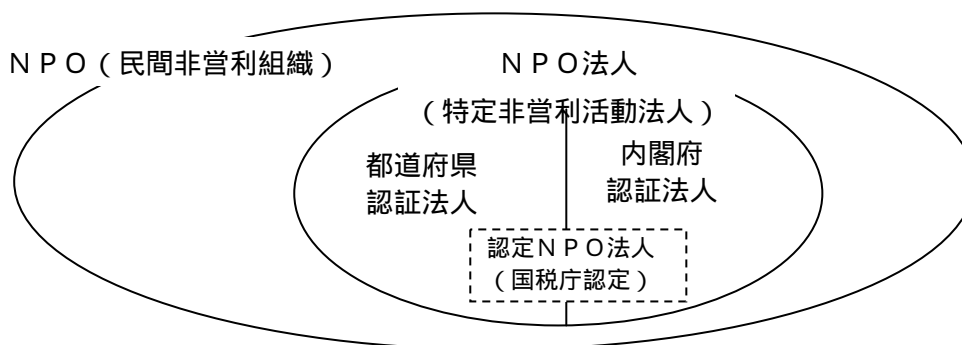 ＮＰＯ（民間非営利組織）
ＮＰＯ法人
（特定非営利活動法人）
都道府県
認証法人
内閣府
認証法人
認定ＮＰＯ法人
（国税庁認定）